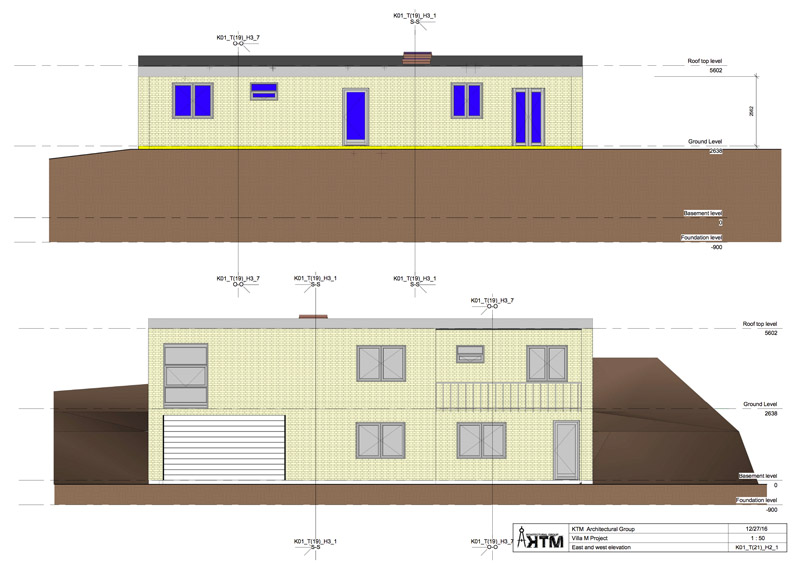 K01_T(19)_H3_1
S-S
K01_T(19)_H3_7
O-O
Roof top level
5602
2962
Ground Level
2638
Basement level
0
Foundation level
-900
K01_T(19)_H3_7
O-O
K01_T(19)_H3_1
S-S
K01_T(19)_H3_1
S-S
K01_T(19)_H3_7
O-O
Roof top level
5602
Ground Level
2638
Basement level
0
Foundation level
-900
K01_T(19)_H3_1
S-S
K01_T(19)_H3_7
O-O
ARCHITECTURAL GROUP
KTM
KTM Architectural Group
12/27/16
Villa M Project
1 : 50
East and west elevation
K01_T(21)_H2_1